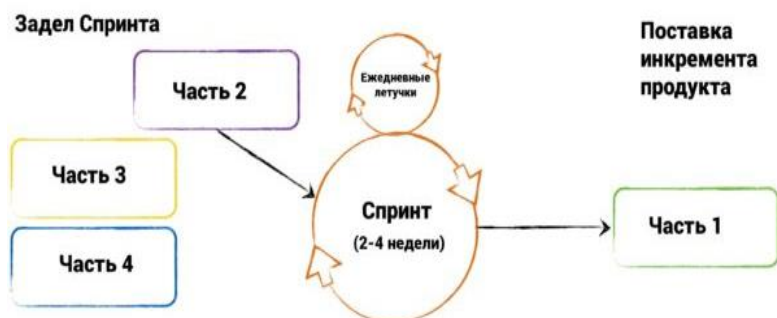 Задел Спринта
Часть 2
Часть 3
Часть 4
Ежедневные
летучки
Спринт
(2-4 недели)
Поставка
инкремента
продукта
Часть 1